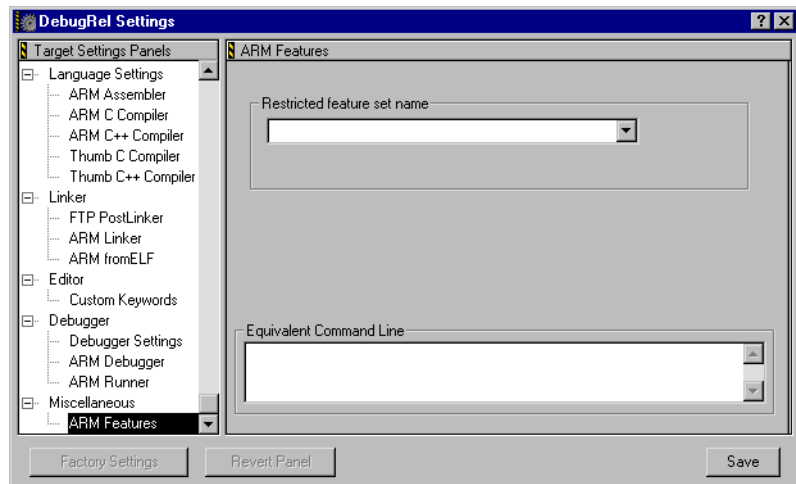 DebugRel Settings
Target Settings Panels
Language Settings
ARM Assembler
ARM C Compiler
ARM C++ Compiler
Thumb C Compiler
Thumb C++ Compiler
Linker
FTP PostLinker
ARM Linker
ARM fromELF
Editor
Custom Keywords
Debugger
Debugger Settings
ARM Debugger
ARM Runner
Miscellaneous
ARM Features
ARM Features
Restricted feature set name
Equivalent Command Line
Factory Settings
Revert Panel
Save